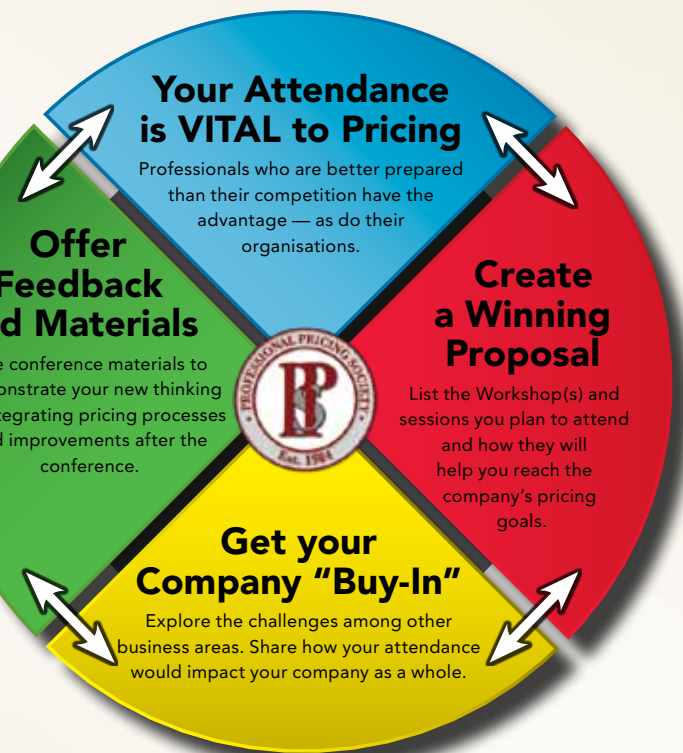 Your Attendance
is VITAL to Pricing
Professionals who are better prepared
than their competition have the
advantage — as do their
organisations.
Create
a Winning
Proposal
List the Workshop(s) and
sessions you plan to attend
and how they will
help you reach the
company’s pricing
goals.
Get your
Company “Buy-In”
Explore the challenges among other
business areas. Share how your attendance
would impact your company as a whole.
Offer
Feedback
d Materials
e conference materials to
onstrate your new thinking
tegrating pricing processes
d improvements after the
conference.
PROFESSIONAL PRICING SOCIETY
PPS
Est. 1984